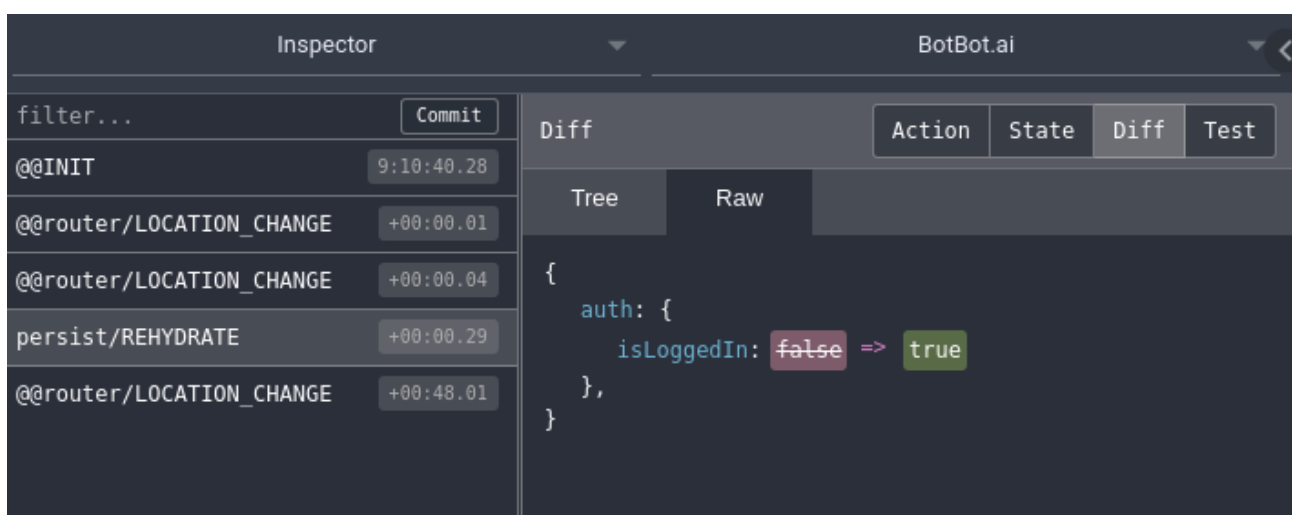 Inspector
BotBot.ai
filter...
Commit
@@INIT
9:10:40.28
@@router/LOCATION_CHANGE
+00:00.01
@@router/LOCATION_CHANGE
+00:00.04
persist/REHYDRATE
+00:00.29
@@router/LOCATION_CHANGE
+00:48.01
Diff
Action
State
Diff
Test
Tree
Raw
{
auth: {
isLoggedIn: false => true
},
}